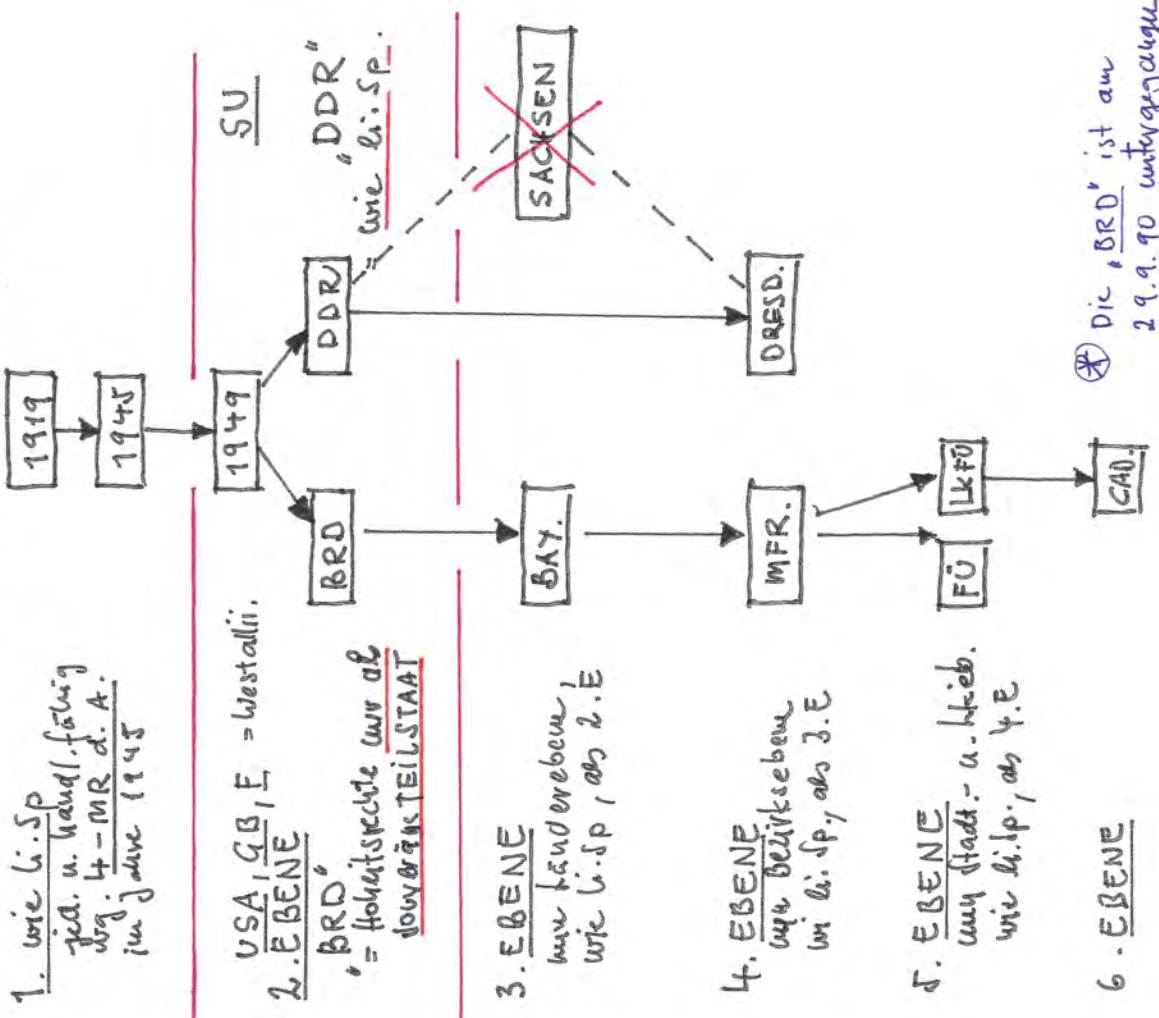 1919
1945
1. wie li. Sp
jed. u. handl. fähig
wg. 4-MR d. A.
im Jahre 1945
1949
USA, GB, F = Westalli.
SU
2. EBENE
BRD
DDR
"BRD"
= Hoheitsrechte nur als
souveräner TEILSTAAT
"DDR"
= wie li. Sp.
3. EBENE
nur Länderebene,
wie li. Sp, als 2. E
BAY.
SACHSEN
4. EBENE
nur Bezirksebene
wi li. Sp, als 3. E
MFR.
DRESD.
5. EBENE
nur Stadt- u.
wie li. Sp., als 4. E
FÜ
LKFÜ
6. EBENE
CAD.
* Die "BRD" ist am
29.9.90 untergegangen